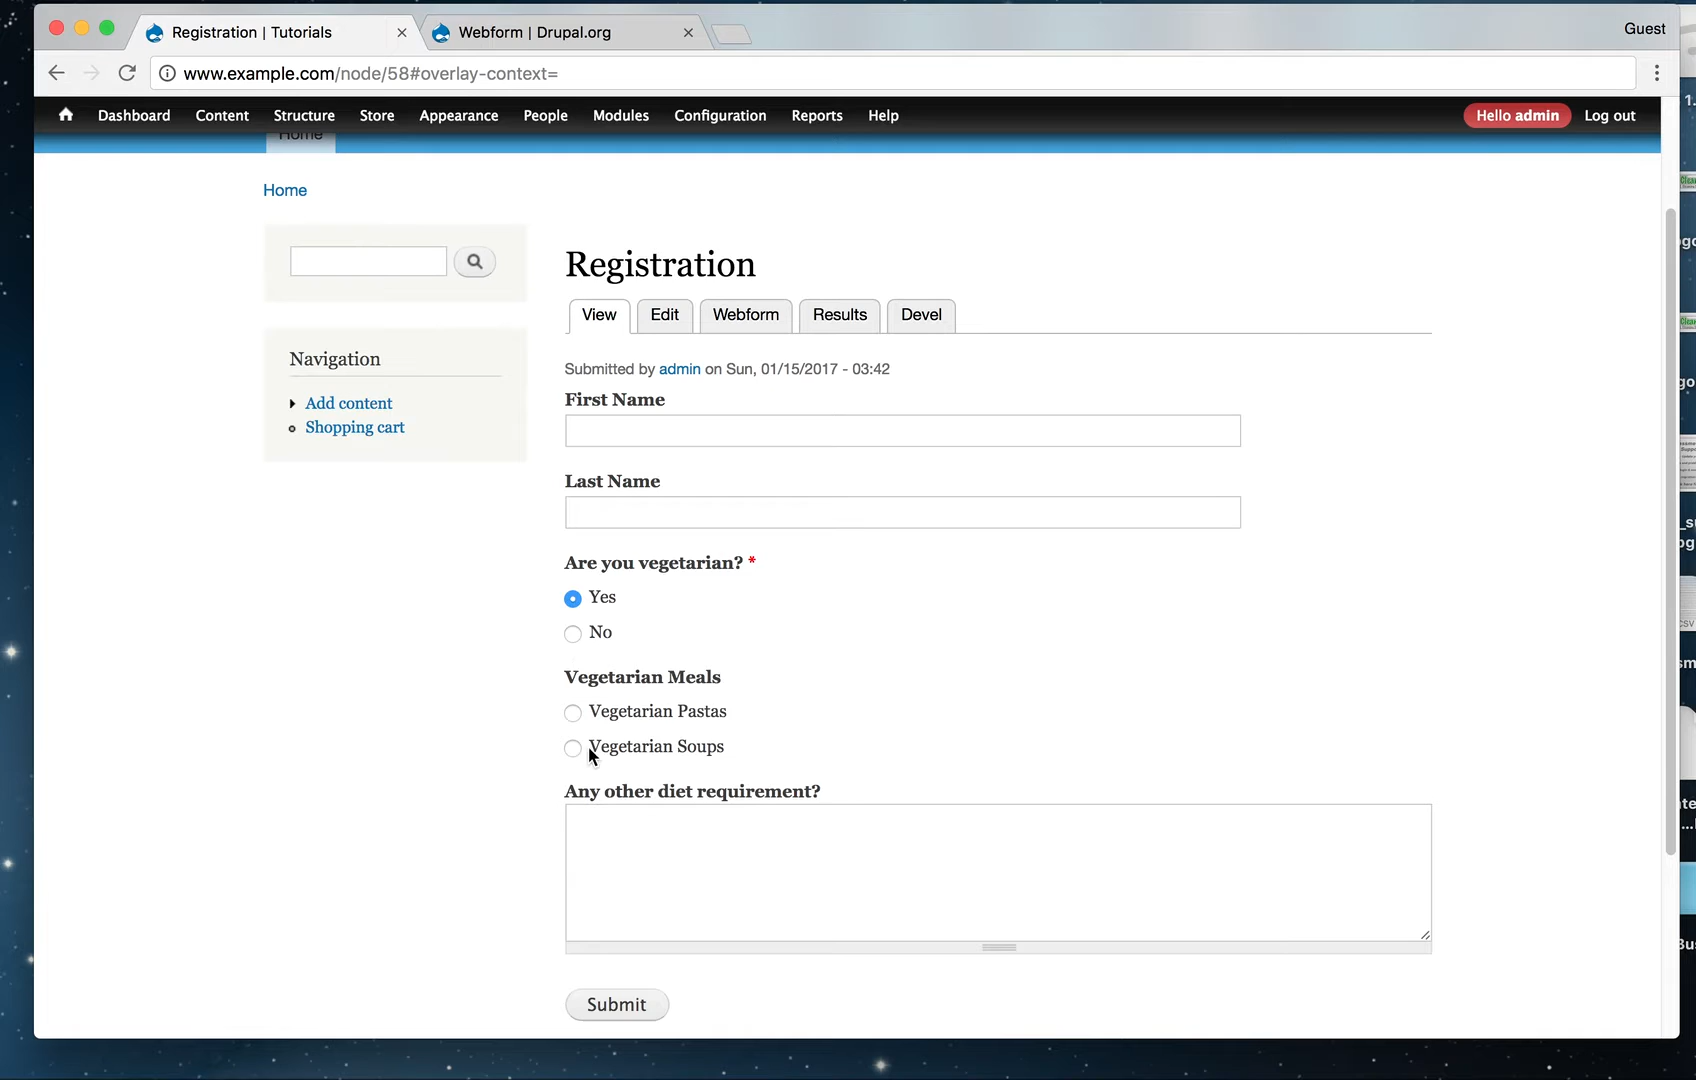 Registration | Tutorials
Webform | Drupal.org
Guest
www.example.com/node/58#overlay-context=
Dashboard Content Structure Store Appearance People Modules Configuration Reports Help Hello admin Log out
Home
Home
Registration
View Edit Webform Results Devel
Navigation
Add content
Shopping cart
Submitted by admin on Sun, 01/15/2017 - 03:42
First Name
Last Name
Are you vegetarian? *
Yes
No
Vegetarian Meals
Vegetarian Pastas
Vegetarian Soups
Any other diet requirement?
Submit